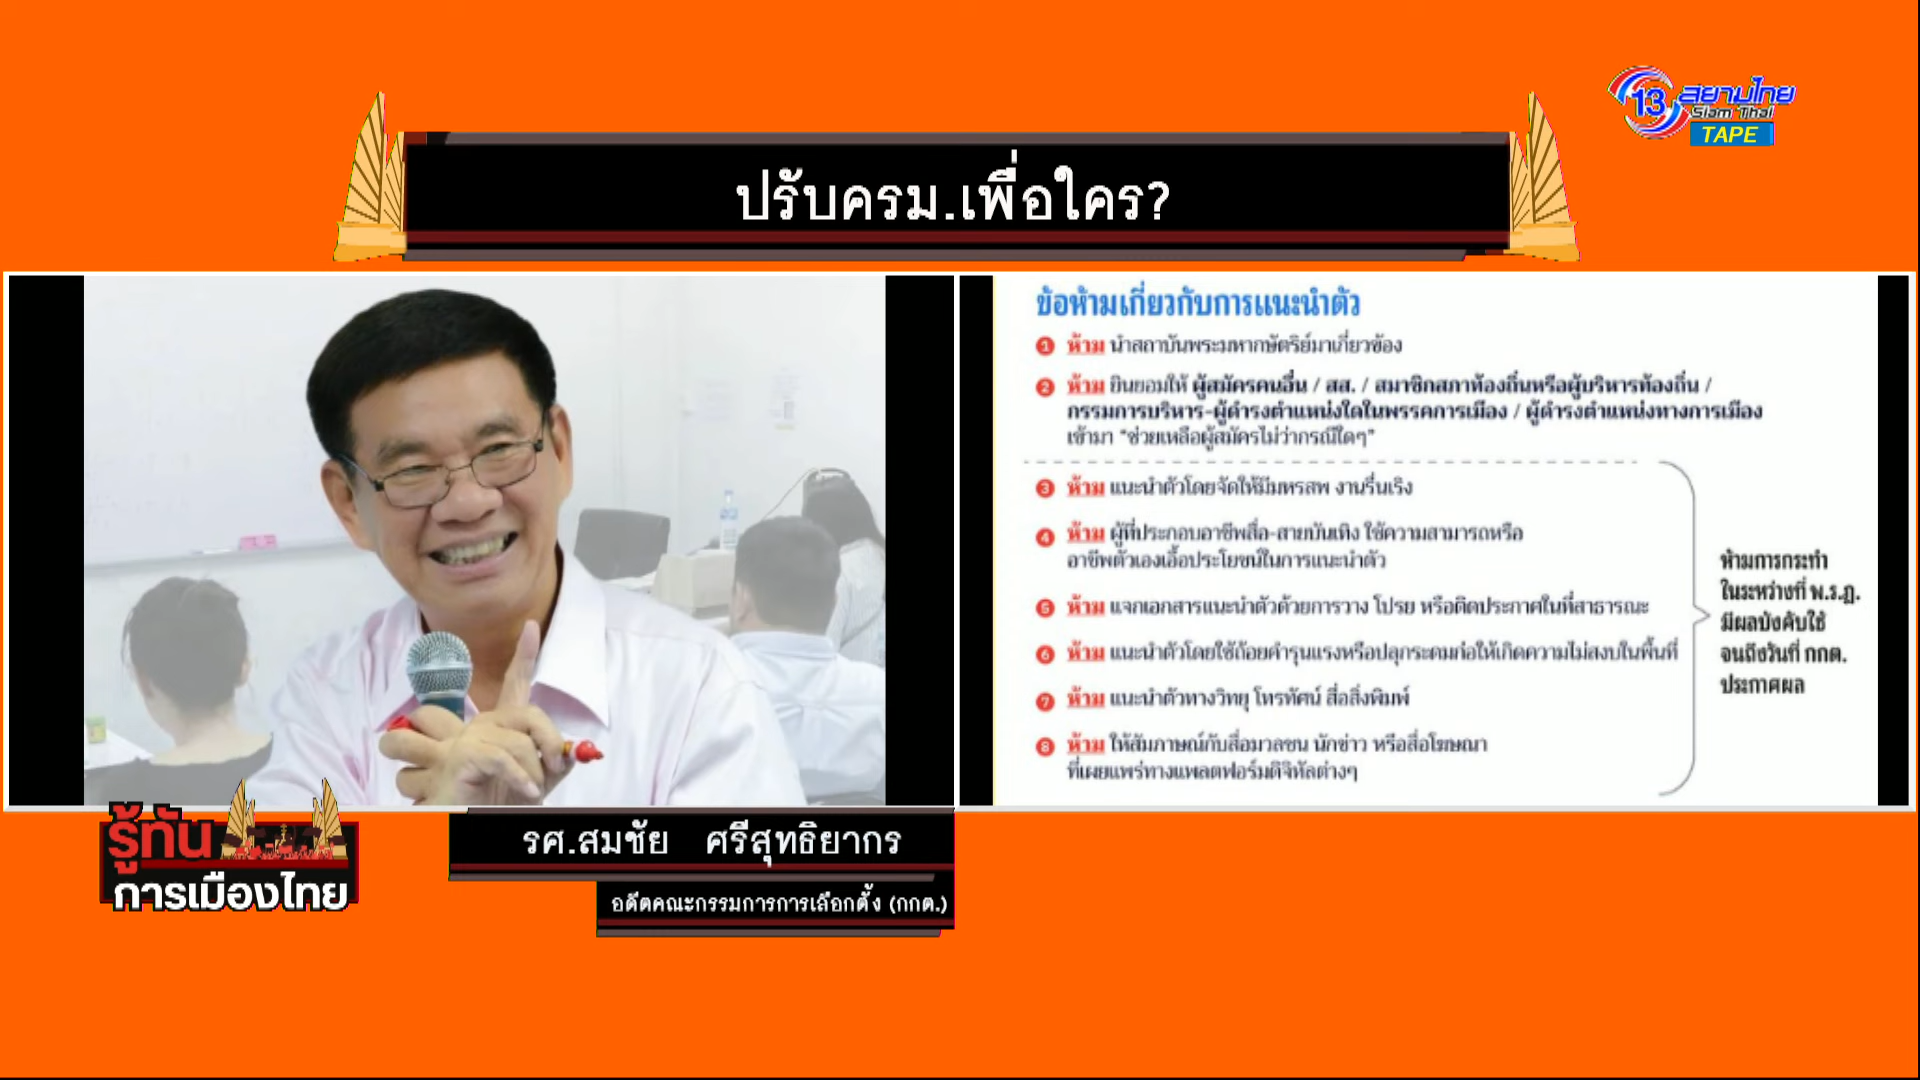 13 สยามไทย
Siam Thai
TAPE
ปรับครม.เพื่อใคร?
ข้อห้ามเกี่ยวกับการแนะนำตัว
1 ห้าม นำสถาบันพระมหากษัตริย์มาเกี่ยวข้อง
2 ห้าม ยินยอมให้ ผู้สมัครคนอื่น / สส. / สมาชิกสภาท้องถิ่นหรือผู้บริหารท้องถิ่น /
กรรมการบริหาร-ผู้ดำรงตำแหน่งใดในพรรคการเมือง / ผู้ดำรงตำแหน่งทางการเมือง
เข้ามา “ช่วยเหลือผู้สมัครไม่ว่ากรณีใดๆ”
3 ห้าม แนะนำตัวโดยจัดให้มีมหรสพ งานรื่นเริง
4 ห้าม ผู้ที่ประกอบอาชีพสื่อ-สายบันเทิง ใช้ความสามารถหรือ
อาชีพตัวเองเอื้อประโยชน์ในการแนะนำตัว
5 ห้าม แจกเอกสารแนะนำตัวด้วยการวาง โปรย หรือติดประกาศในที่สาธารณะ
6 ห้าม แนะนำตัวโดยใช้ถ้อยคำรุนแรงหรือปลุกระดมก่อให้เกิดความไม่สงบในพื้นที่
7 ห้าม แนะนำตัวทางวิทยุ โทรทัศน์ สื่อสิ่งพิมพ์
8 ห้าม ให้สัมภาษณ์กับสื่อมวลชน นักข่าว หรือสื่อโฆษณา
ที่เผยแพร่ทางแพลตฟอร์มดิจิทัลต่างๆ
ห้ามการกระทำ
ในระหว่างที่ พ.ร.ฎ.
มีผลบังคับใช้
จนถึงวันที่ กกต.
ประกาศผล
รู้ทัน
การเมืองไทย
รศ.สมชัย ศรีสุทธิยากร
อดีตคณะกรรมการการเลือกตั้ง (กกต.)